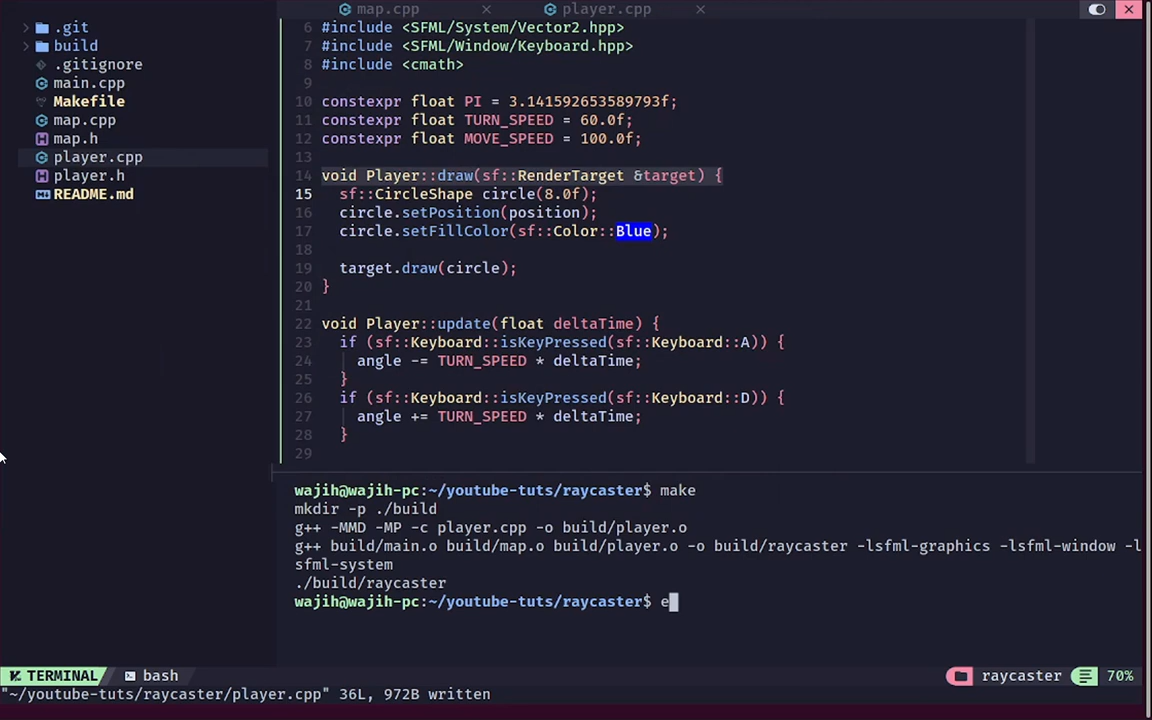 map.cpp player.cpp
.git
build
.gitignore
main.cpp
Makefile
map.cpp
map.h
player.cpp
player.h
README.md
6 #include <SFML/System/Vector2.hpp>
7 #include <SFML/Window/Keyboard.hpp>
8 #include <cmath>
9
10 constexpr float PI = 3.141592653589793f;
11 constexpr float TURN_SPEED = 60.0f;
12 constexpr float MOVE_SPEED = 100.0f;
13
14 void Player::draw(sf::RenderTarget &target) {
15 sf::CircleShape circle(8.0f);
16 circle.setPosition(position);
17 circle.setFillColor(sf::Color::Blue);
18
19 target.draw(circle);
20 }
21
22 void Player::update(float deltaTime) {
23 if (sf::Keyboard::isKeyPressed(sf::Keyboard::A)) {
24 angle -= TURN_SPEED * deltaTime;
25 }
26 if (sf::Keyboard::isKeyPressed(sf::Keyboard::D)) {
27 angle += TURN_SPEED * deltaTime;
28 }
29
wajih@wajih-pc:~/youtube-tuts/raycaster$ make
mkdir -p ./build
g++ -MMD -MP -c player.cpp -o build/player.o
g++ build/main.o build/map.o build/player.o -o build/raycaster -lsfml-graphics -lsfml-window -l
sfml-system
./build/raycaster
wajih@wajih-pc:~/youtube-tuts/raycaster$ e
TERMINAL bash raycaster 70%
"~/youtube-tuts/raycaster/player.cpp" 36L, 972B written